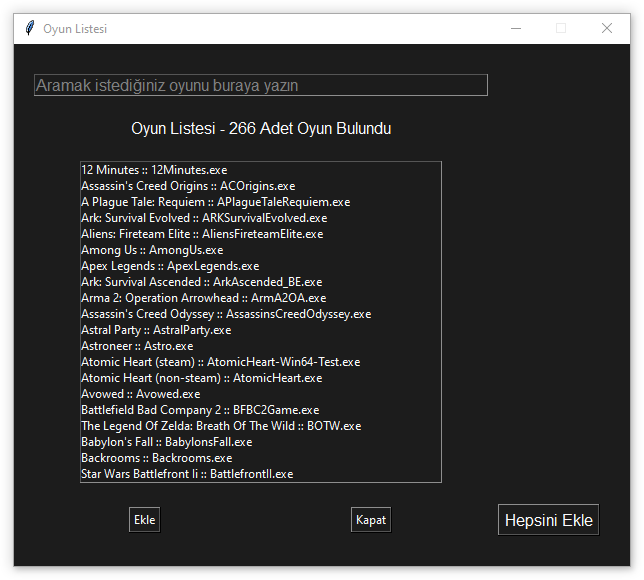 Oyun Listesi
Aramak istediğiniz oyunu buraya yazın
Oyun Listesi - 266 Adet Oyun Bulundu
12 Minutes :: 12Minutes.exe
Assassin's Creed Origins :: ACOrigins.exe
A Plague Tale: Requiem :: APlagueTaleRequiem.exe
Ark: Survival Evolved :: ARKSurvivalEvolved.exe
Aliens: Fireteam Elite :: AliensFireteamElite.exe
Among Us :: AmongUs.exe
Apex Legends :: ApexLegends.exe
Ark: Survival Ascended :: ArkAscended_BE.exe
Arma 2: Operation Arrowhead :: ArmA2OA.exe
Assassin's Creed Odyssey :: AssassinsCreedOdyssey.exe
Astral Party :: AstralParty.exe
Astroneer :: Astro.exe
Atomic Heart (steam) :: AtomicHeart-Win64-Test.exe
Atomic Heart (non-steam) :: AtomicHeart.exe
Avowed :: Avowed.exe
Battlefield Bad Company 2 :: BFBC2Game.exe
The Legend Of Zelda: Breath Of The Wild :: BOTW.exe
Babylon's Fall :: BabylonsFall.exe
Backrooms :: Backrooms.exe
Star Wars Battlefront Ii :: BattlefrontII.exe
Ekle
Kapat
Hepsini Ekle